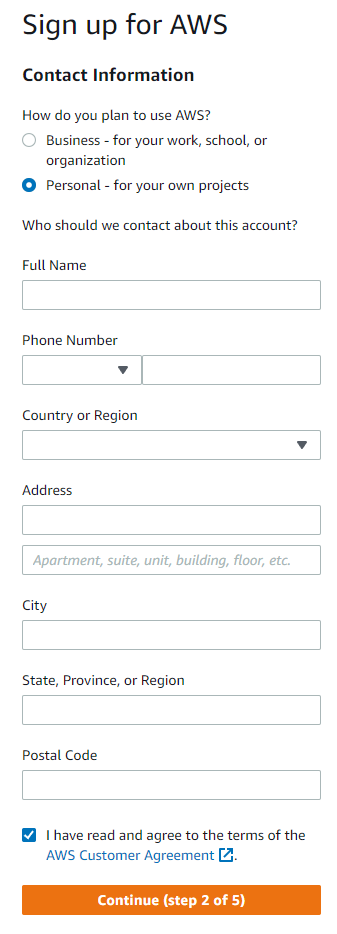 Sign up for AWS
Contact Information
How do you plan to use AWS?
Business - for your work, school, or
organization
Personal - for your own projects
Who should we contact about this account?
Full Name
Phone Number
Country or Region
Address
Apartment, suite, unit, building, floor, etc.
City
State, Province, or Region
Postal Code
I have read and agree to the terms of the
AWS Customer Agreement.
Continue (step 2 of 5)